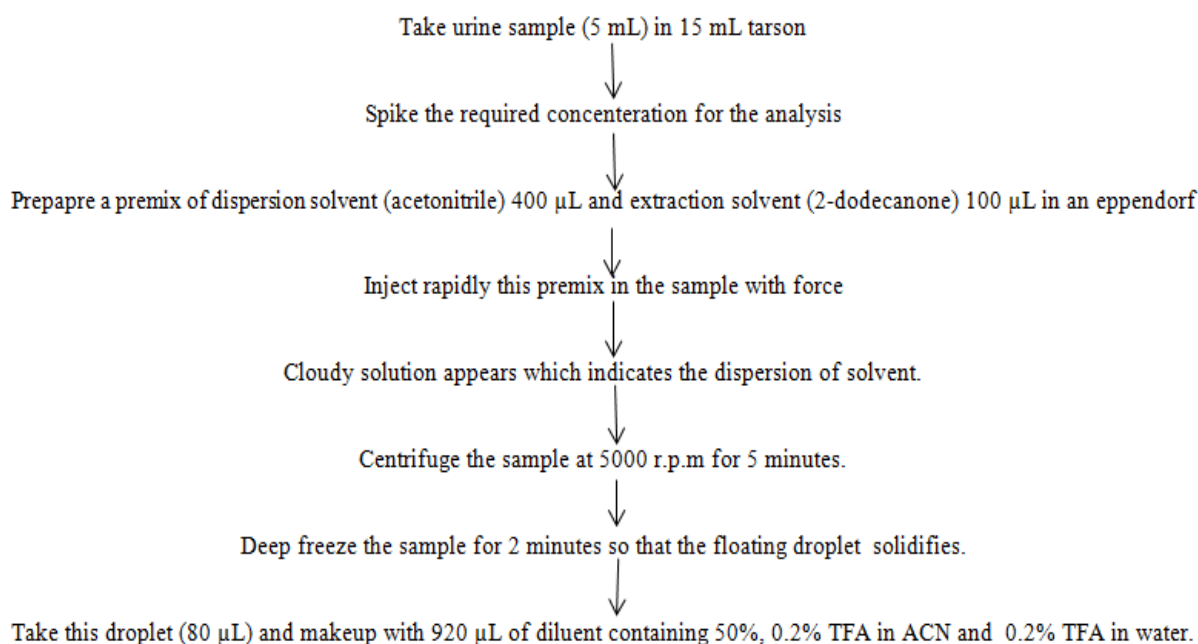 Take urine sample (5 mL) in 15 mL tarson
Spike the required concentration for the analysis
Prepapre a premix of dispersion solvent (acetonitrile) 400 µL and extraction solvent (2-dodecanone) 100 µL in an eppendorf
Inject rapidly this premix in the sample with force
Cloudy solution appears which indicates the dispersion of solvent.
Centrifuge the sample at 5000 r.p.m for 5 minutes.
Deep freeze the sample for 2 minutes so that the floating droplet solidifies.
Take this droplet (80 µL) and makeup with 920 µL of diluent containing 50%, 0.2% TFA in ACN and 0.2% TFA in water.